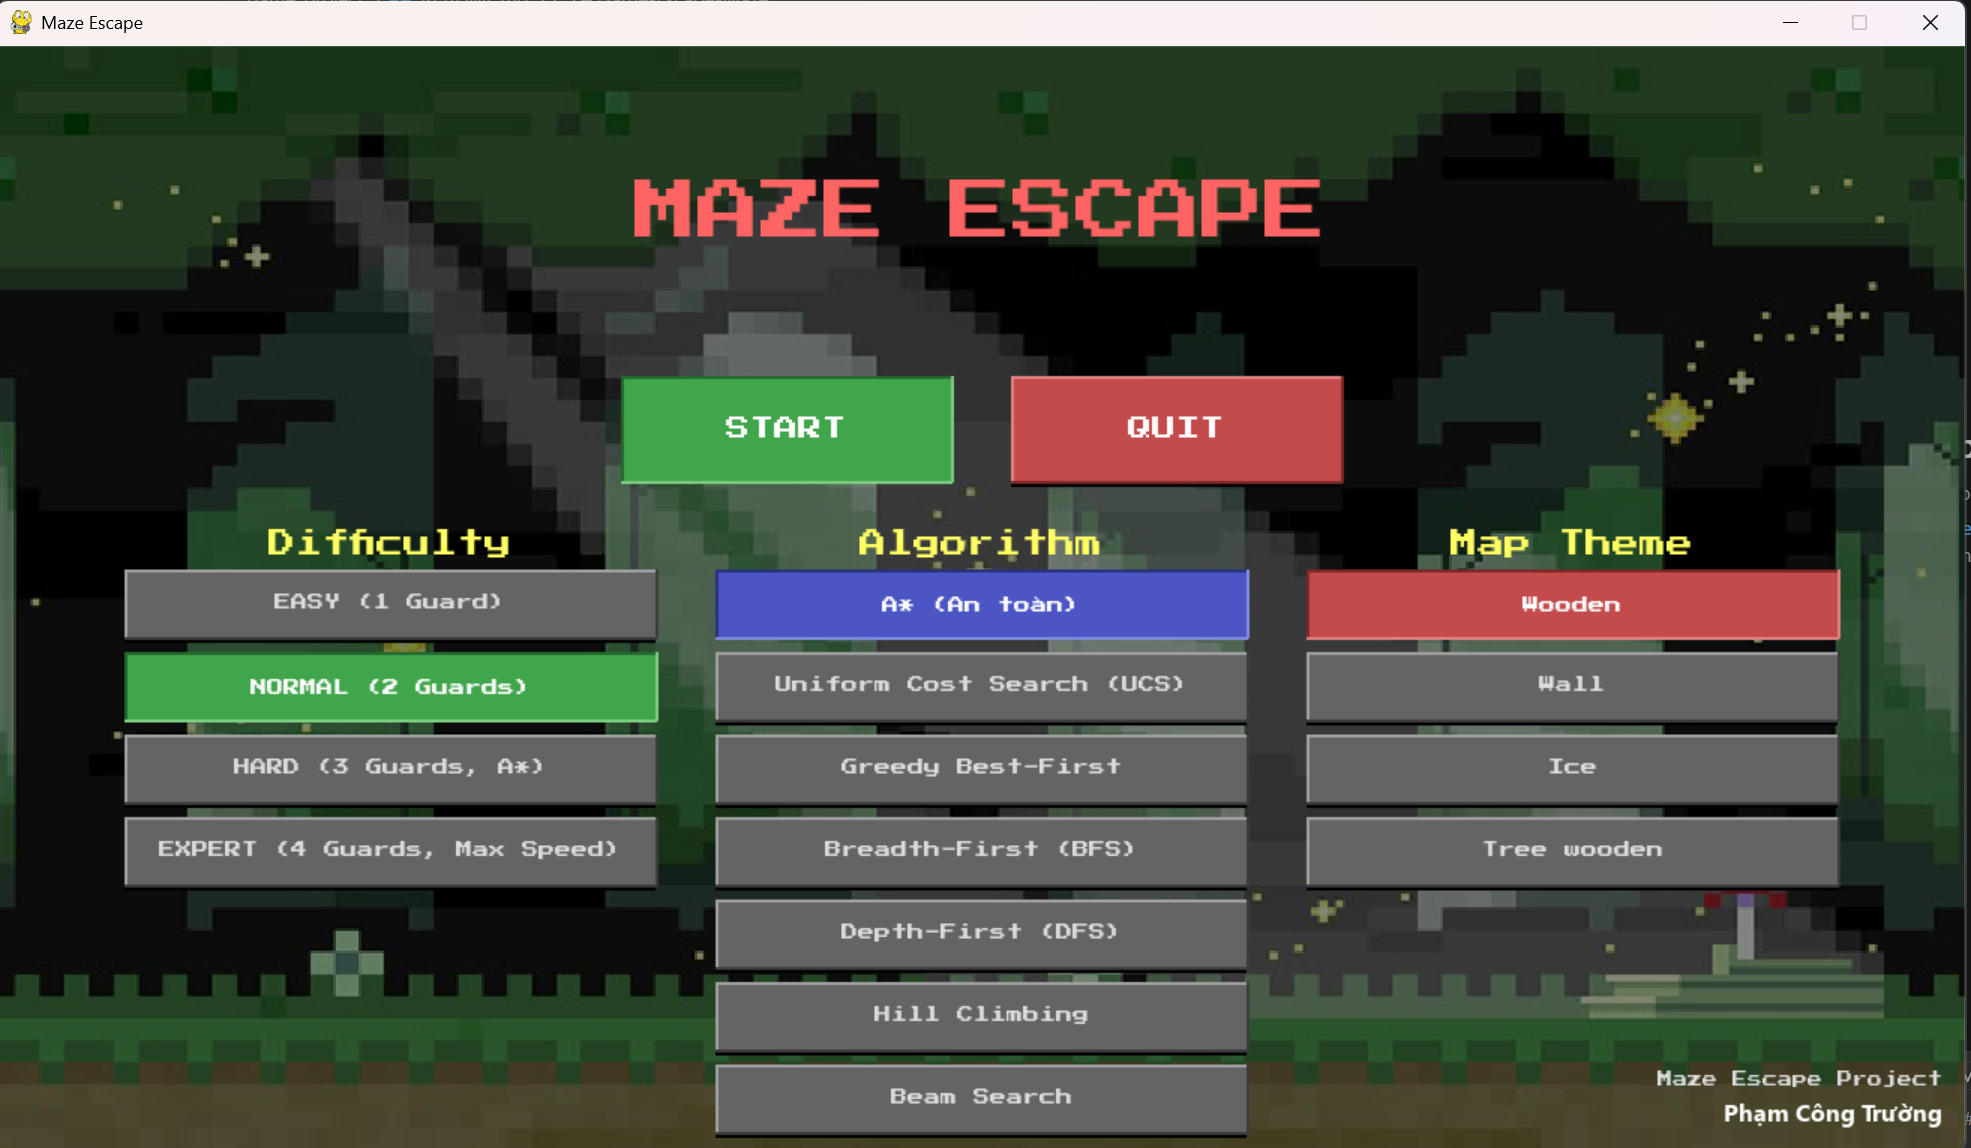 Maze Escape
MAZE ESCAPE
START
QUIT
Difficulty
EASY (1 Guard)
NORMAL (2 Guards)
HARD (3 Guards, A*)
EXPERT (4 Guards, Max Speed)
Algorithm
A* (An toàn)
Uniform Cost Search (UCS)
Greedy Best-First
Breadth-First (BFS)
Depth-First (DFS)
Hill Climbing
Beam Search
Map Theme
Wooden
Wall
Ice
Tree wooden
Maze Escape Project
Phạm Công Trường